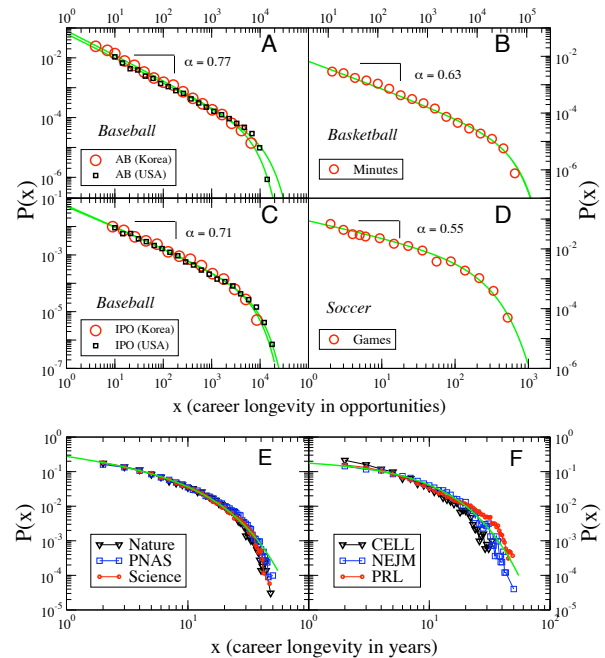 10^0 10^1 10^2 10^3 10^4 10^1 10^2 10^3 10^4 10^5
10^0 A B 10^0
α = 0.77 α = 0.63
10^-2 10^-2
P(x) P(x)
10^-4 10^-4
Baseball Basketball
AB (Korea) Minutes
AB (USA)
10^-6 10^-6
10^-1 C D 10^0
α = 0.71 α = 0.55
10^-3 10^-2
P(x) P(x)
10^-5 10^-4
Baseball Soccer
IPO (Korea) Games
IPO (USA)
10^-7 10^-6
10^0 10^1 10^2 10^3 10^4 10^0 10^1 10^2 10^3
x (career longevity in opportunities)
10^0 E F 10^0
10^-1 10^-1
P(x) P(x)
10^-2 10^-2
10^-3 10^-3
Nature CELL
PNAS NEJM
Science PRL
10^-4 10^-4
10^-5
10^0 10^1 10^2 10^0 10^1 10^2
x (career longevity in years)